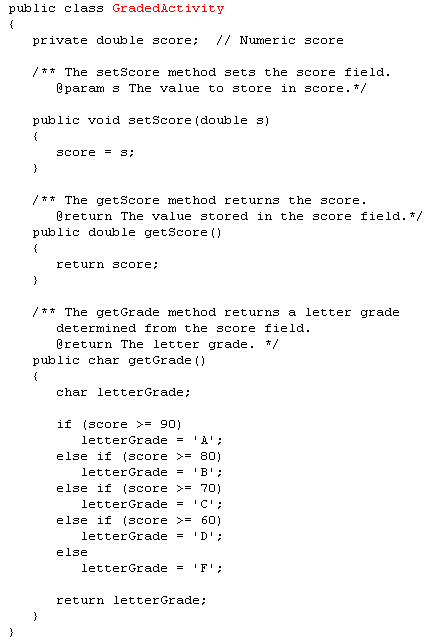 public class GradedActivity
{
private double score;  // Numeric score
/** The setScore method sets the score field.
@param s The value to store in score.*/
public void setScore(double s)
{
score = s;
}
/** The getScore method returns the score.
@return The value stored in the score field.*/
public double getScore()
{
return score;
}
/** The getGrade method returns a letter grade
determined from the score field.
@return The letter grade. */
public char getGrade()
{
char letterGrade;
if (score >= 90)
letterGrade = 'A';
else if (score >= 80)
letterGrade = 'B';
else if (score >= 70)
letterGrade = 'C';
else if (score >= 60)
letterGrade = 'D';
else
letterGrade = 'F';
return letterGrade;
}
}